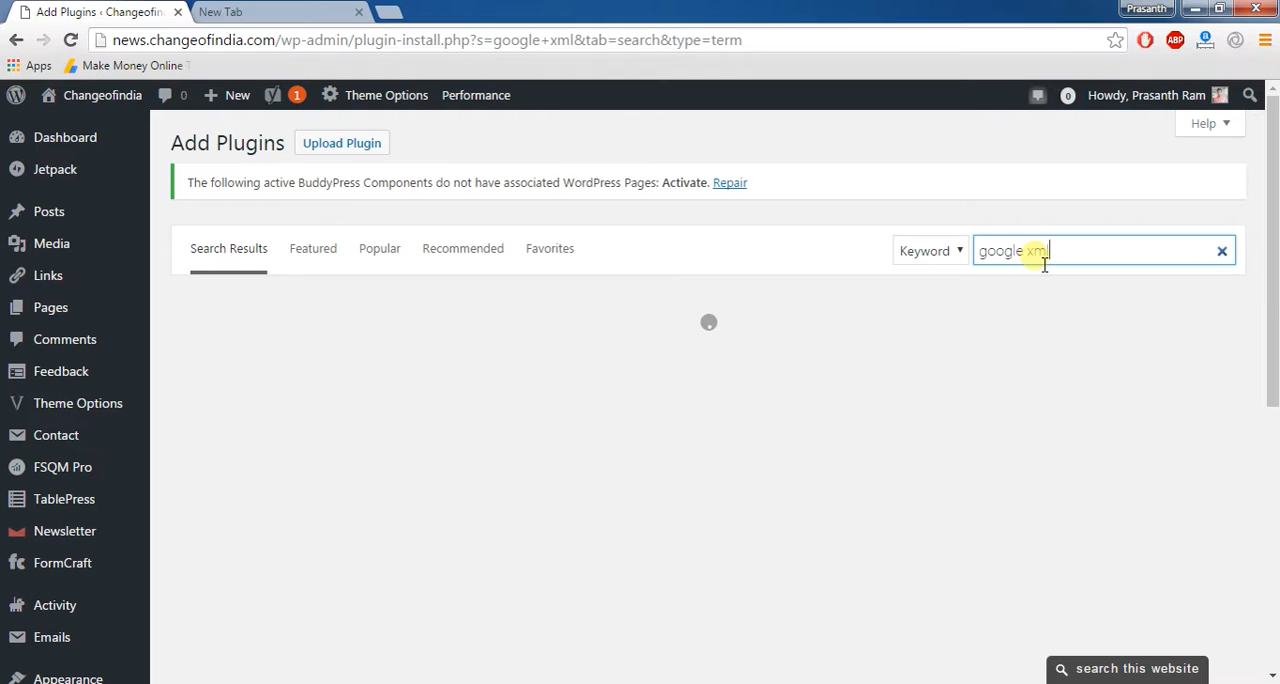 Add Plugins ‹ Changeofi
New Tab
Prasanth
news.changeofindia.com/wp-admin/plugin-install.php?s=google+xml&tab=search&type=term
ABP
Apps
Make Money Online
Changeofindia
0
New
1
Theme Options
Performance
0
Howdy, Prasanth Ram
Dashboard
Jetpack
Posts
Media
Links
Pages
Comments
Feedback
Theme Options
Contact
FSQM Pro
TablePress
Newsletter
FormCraft
Activity
Emails
Appearance
Add Plugins
Upload Plugin
Help
The following active BuddyPress Components do not have associated WordPress Pages: Activate. Repair
Search Results
Featured
Popular
Recommended
Favorites
Keyword
google xml
search this website